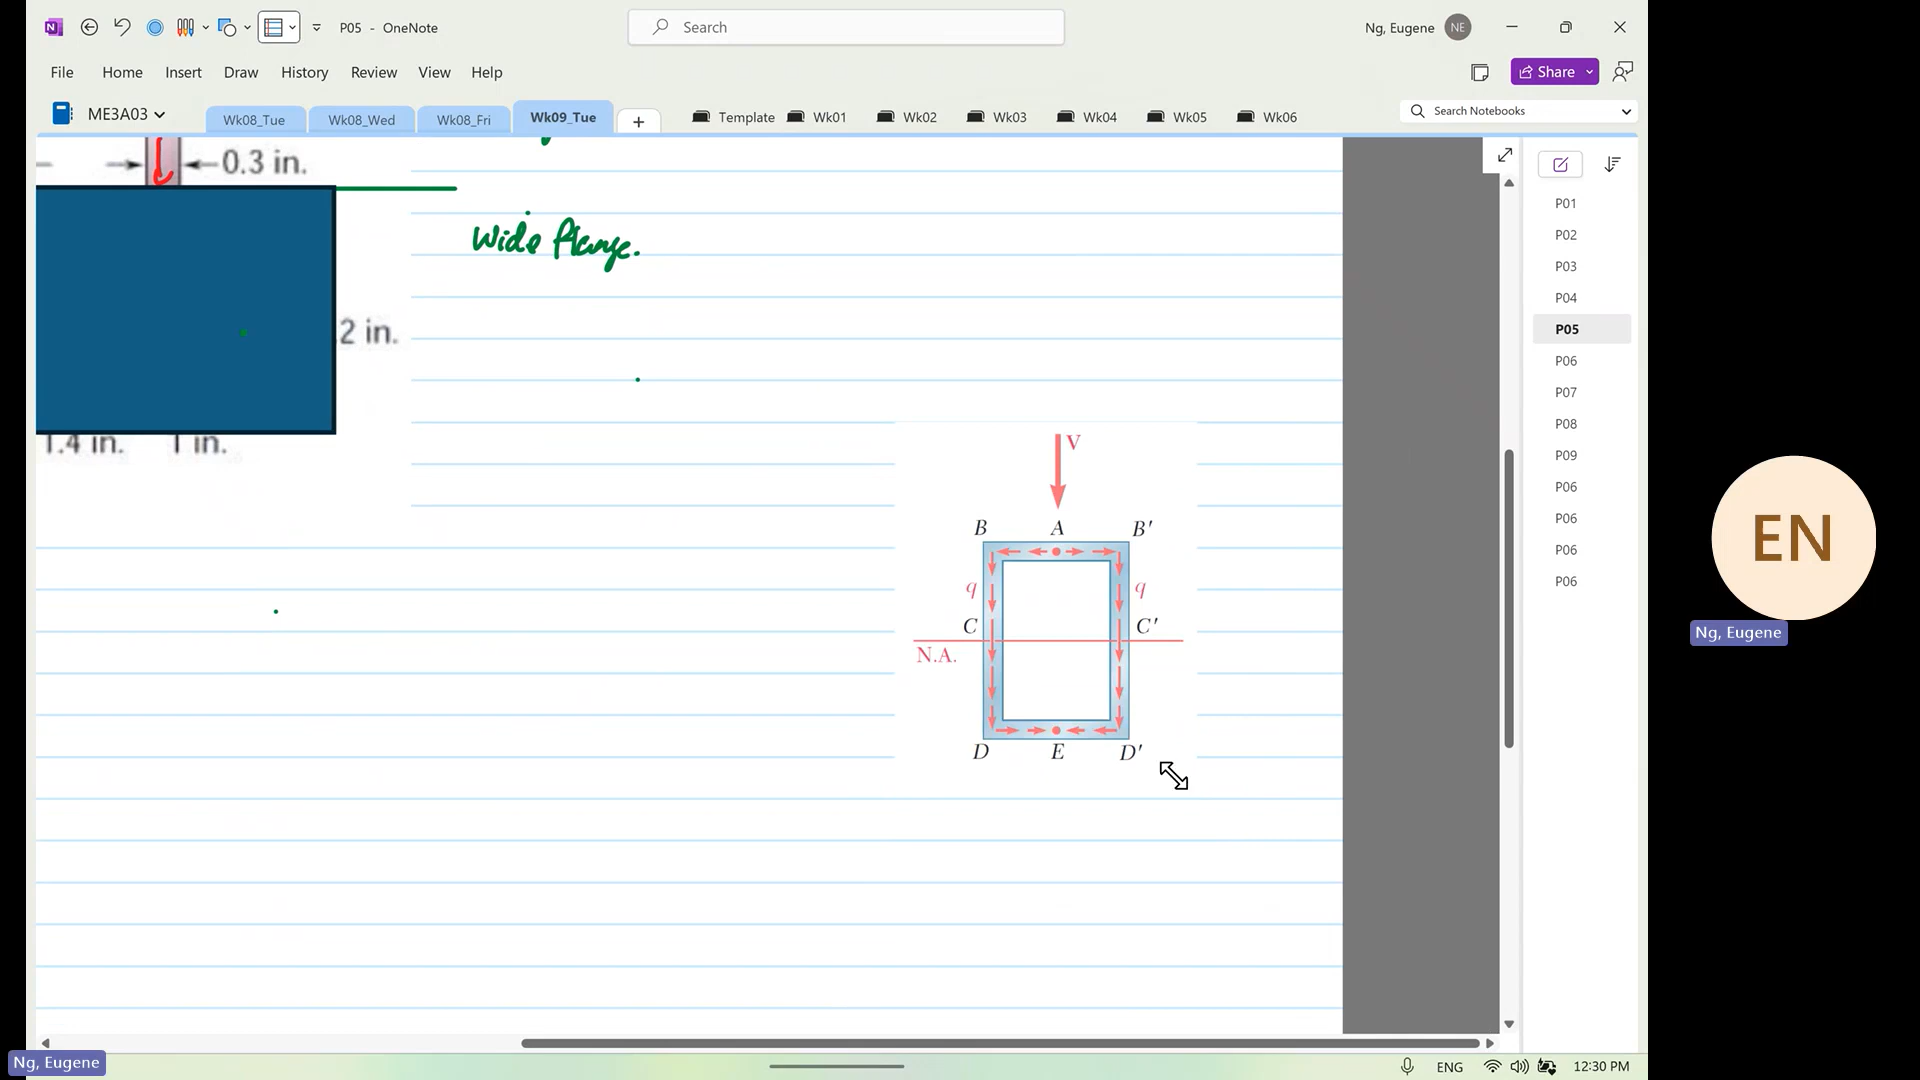 P05 - OneNote
Search
Ng, Eugene
NE
File Home Insert Draw History Review View Help
Share
ME3A03
Wk08_Tue Wk08_Wed Wk08_Fri Wk09_Tue + Template Wk01 Wk02 Wk03 Wk04 Wk05 Wk06
Search Notebooks
0.3 in.
Wide flange.
2 in.
1.4 in. 1 in.
V
B A B'
q q
C C'
N.A.
D E D'
P01
P02
P03
P04
P05
P06
P07
P08
P09
P06
P06
P06
P06
EN
Ng, Eugene
Ng, Eugene
ENG 12:30 PM